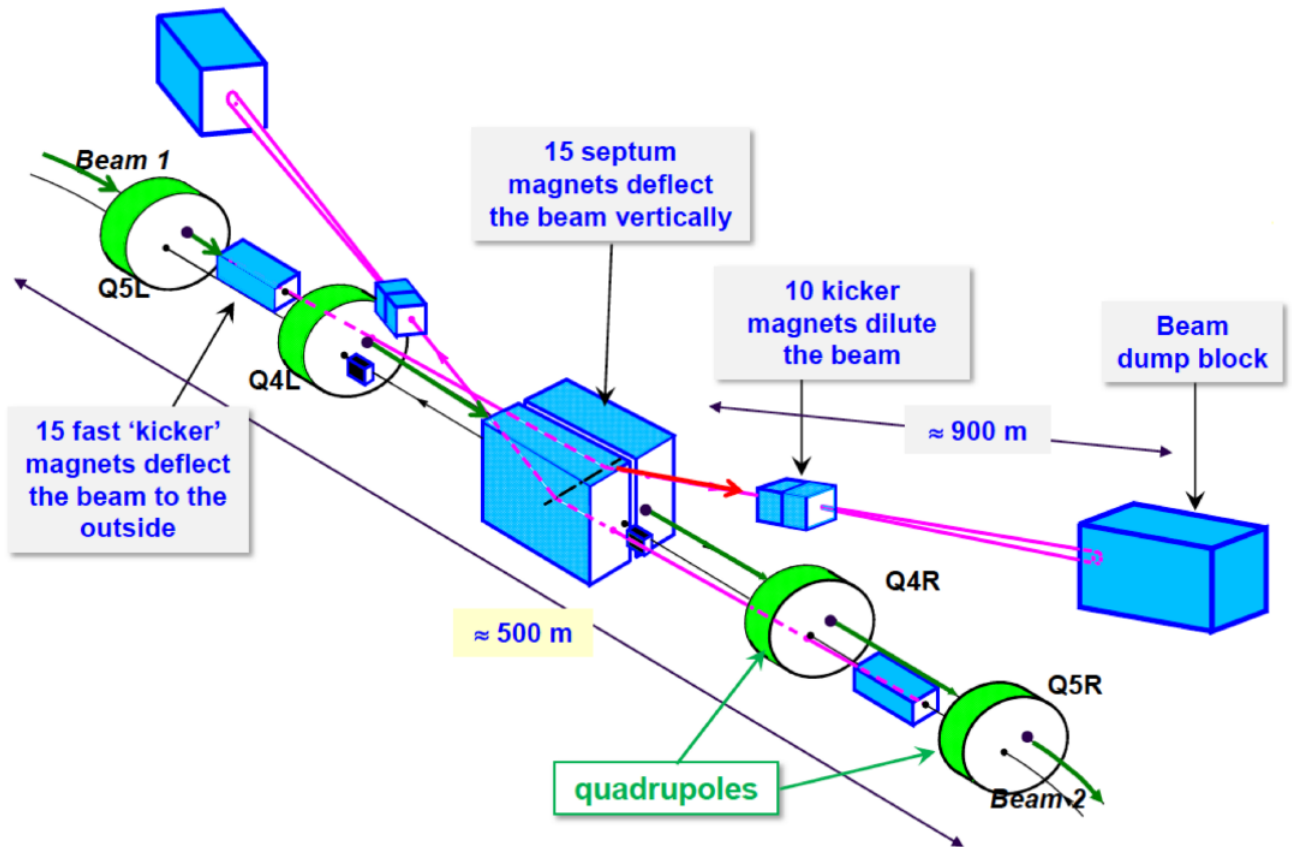 Beam 1
15 septum
magnets deflect
the beam vertically
Q5L
10 kicker
magnets dilute
the beam
Beam
dump block
Q4L
15 fast ‘kicker’
magnets deflect
the beam to the
outside
≈ 900 m
≈ 500 m
Q4R
Q5R
quadrupoles
Beam 2